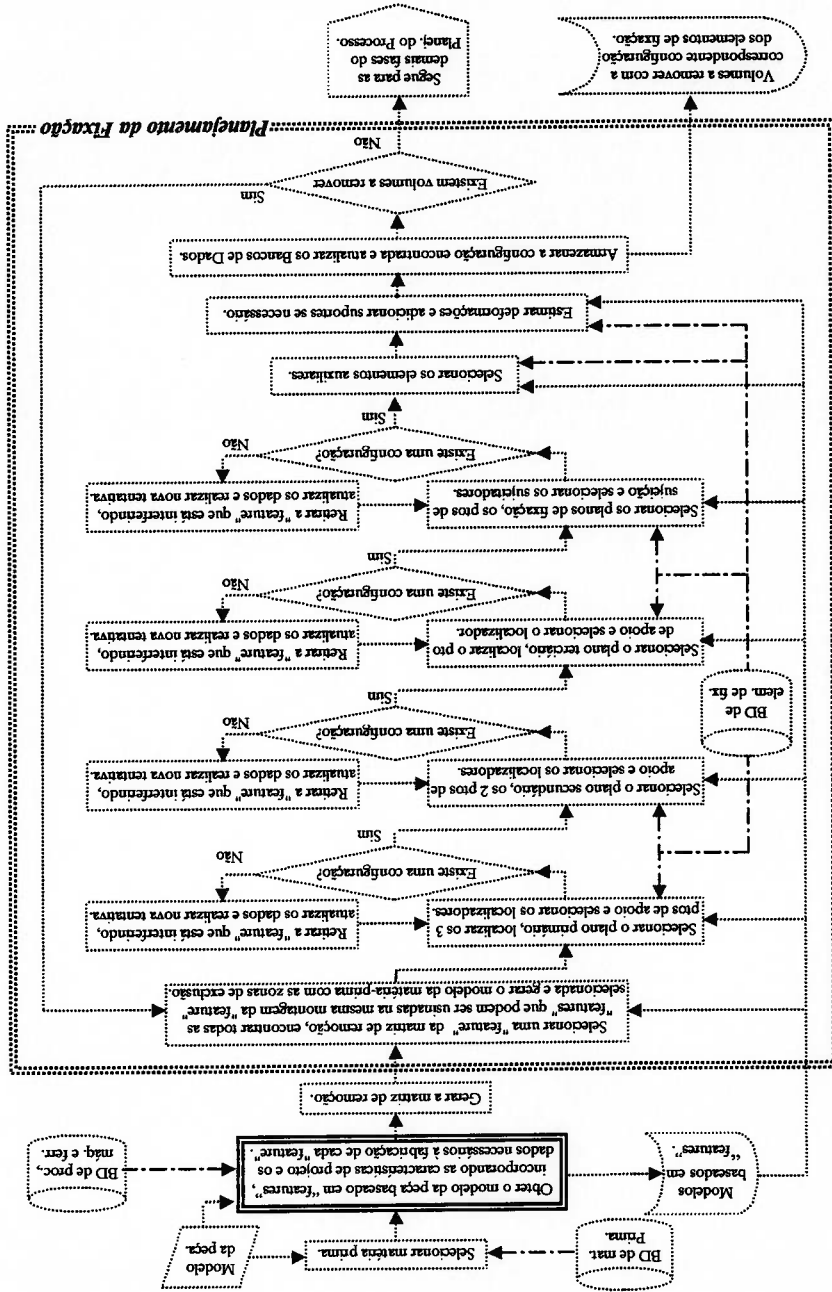 BD de mat.
Prima.
Selecionar matéria prima.
Modelo
da peça.
Modelos
baseados em
"features".
Obter o modelo da peça baseado em "features",
incorporando as características de projeto e os
dados necessários à fabricação de cada "feature".
BD de proc,
máq. e ferr.
Gerar a matriz de remoção.
Selecionar uma "feature" da matriz de remoção, encontrar todas as
"features" que podem ser usinadas na mesma montagem da "feature"
selecionada e gerar o modelo da matéria-prima com as zonas de exclusão.
Selecionar o plano primário, localizar os 3
ptos de apoio e selecionar os localizadores.
Retirar a "feature" que está interferindo,
atualizar os dados e realizar nova tentativa.
Existe uma configuração?
Não
Sim
Selecionar o plano secundário, os 2 ptos de
apoio e selecionar os localizadores.
Retirar a "feature" que está interferindo,
atualizar os dados e realizar nova tentativa.
Existe uma configuração?
Não
Sim
BD de
elem. de fix.
Selecionar o plano terciário, localizar o pto
de apoio e selecionar o localizador.
Retirar a "feature" que está interferindo,
atualizar os dados e realizar nova tentativa.
Existe uma configuração?
Não
Sim
Selecionar os planos de fixação, os ptos de
sujeição e selecionar os sujeitadores.
Retirar a "feature" que está interferindo,
atualizar os dados e realizar nova tentativa.
Existe uma configuração?
Não
Sim
Selecionar os elementos auxiliares.
Estimar deformações e adicionar suportes se necessário.
Armazenar a configuração encontrada e atualizar os Bancos de Dados.
Existem volumes a remover
Sim
Não
Planejamento da Fixação
Volumes a remover com a
correspondente configuração
dos elementos de fixação.
Segue para as
demais fases do
Planej. do Processo.